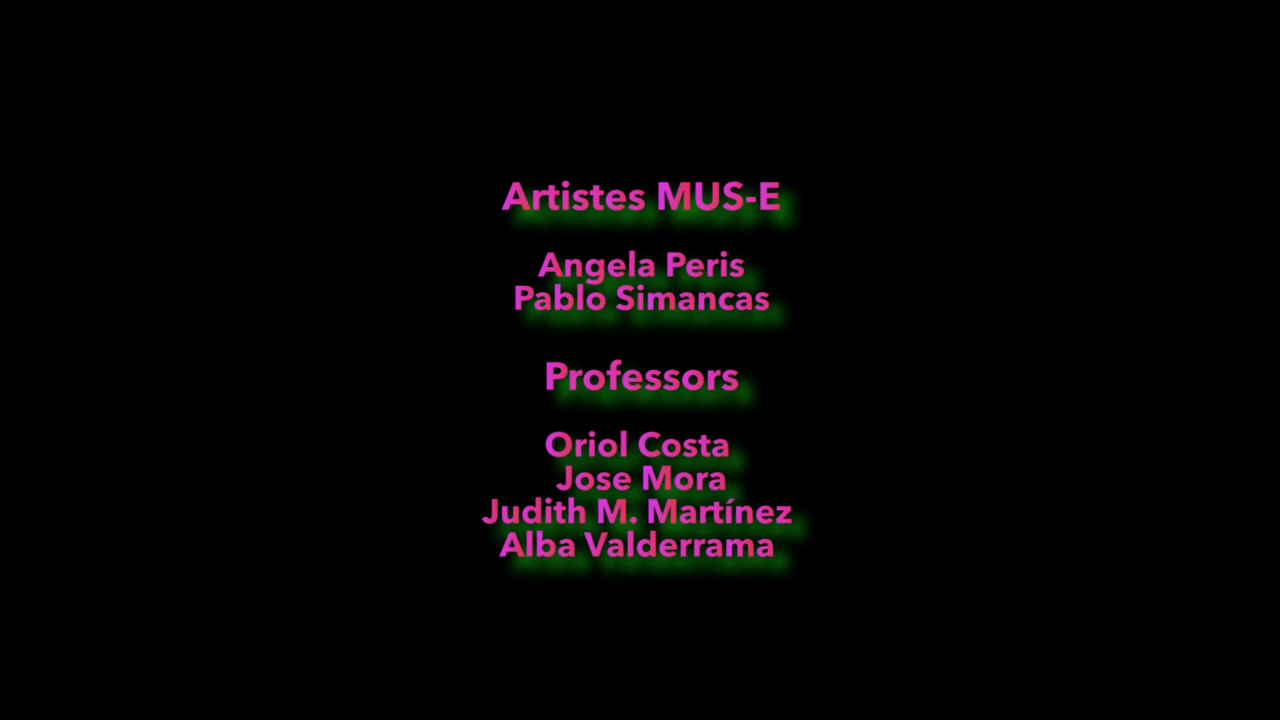 Artistes MUS-E
Angela Peris
Pablo Simancas
Professors
Oriol Costa
Jose Mora
Judith M. Martínez
Alba Valderrama